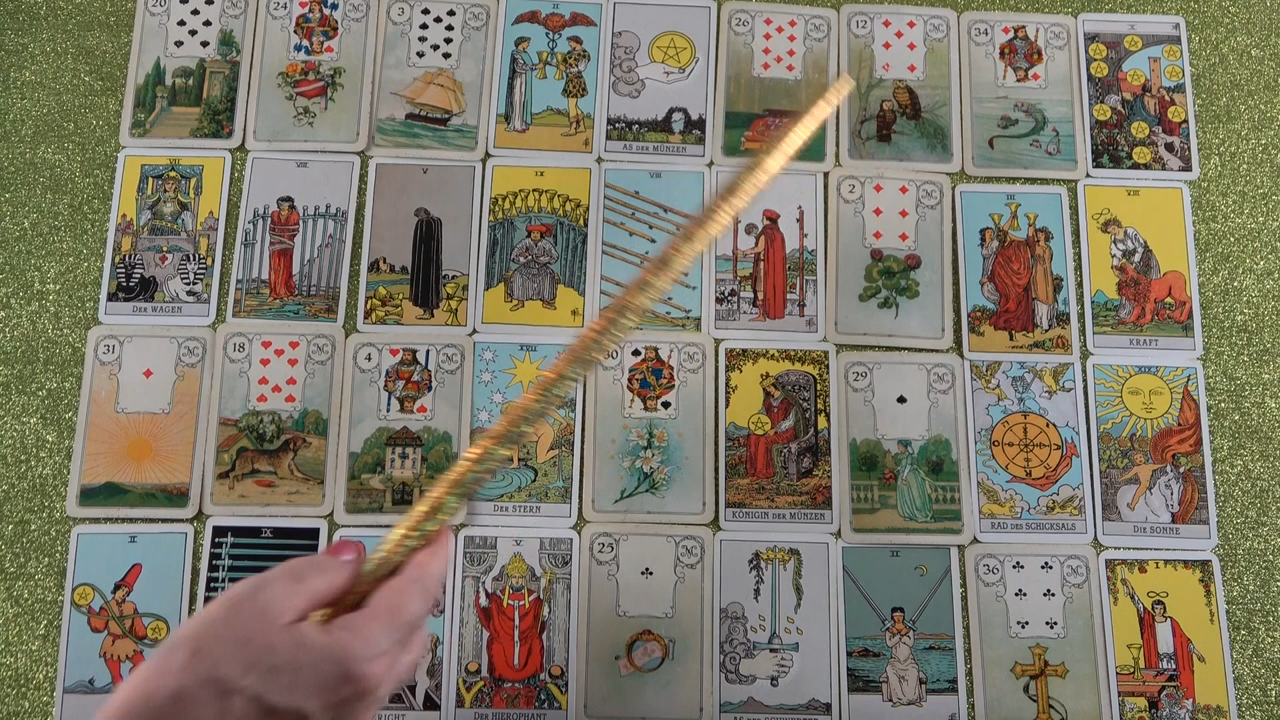 20
24
3
II
26
12
34
X
AS DER MÜNZEN
VII
VIII
V
IX
VIII
2
III
VIII
DER WAGEN
KRAFT
31
18
4
XVII
30
29
DER STERN
KÖNIGIN DER MÜNZEN
RAD DES SCHICKSALS
DIE SONNE
II
IX
V
25
II
36
I
RICHT
DER HIEROPHANT